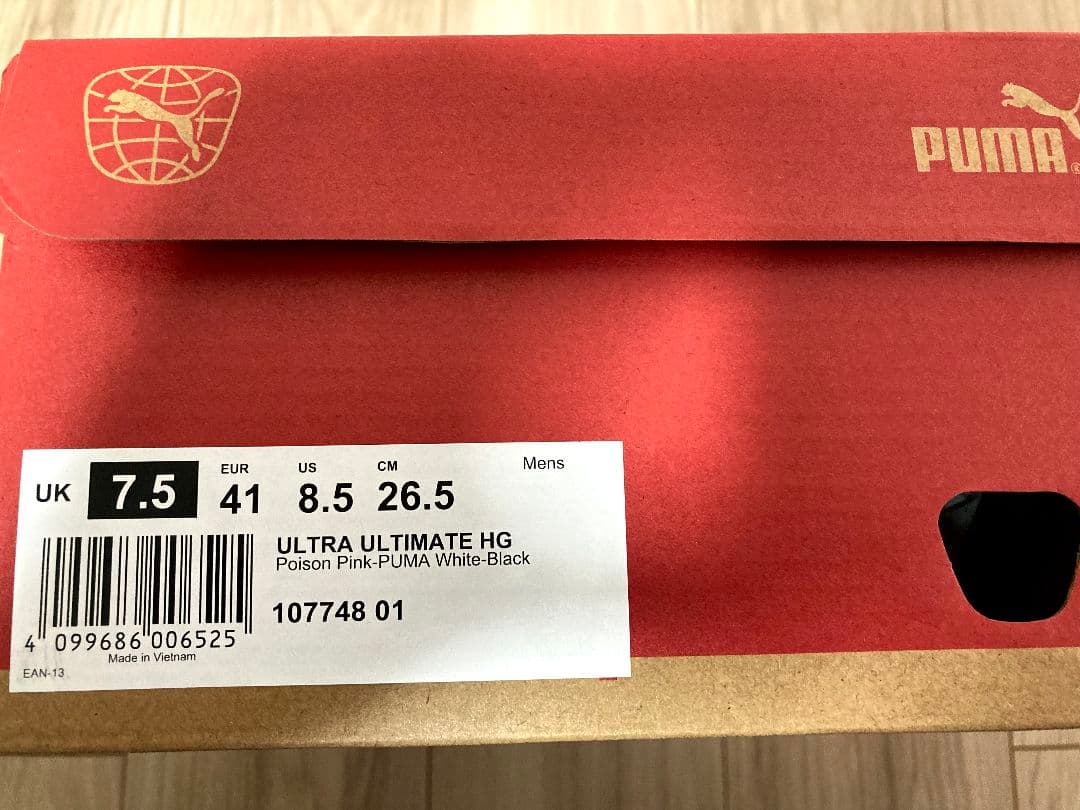 PUMA
UK 7.5 EUR 41 US 8.5 CM 26.5 Mens
ULTRA ULTIMATE HG
Poison Pink-PUMA White-Black
107748 01
4 099686 006525
Made in Vietnam
EAN-13